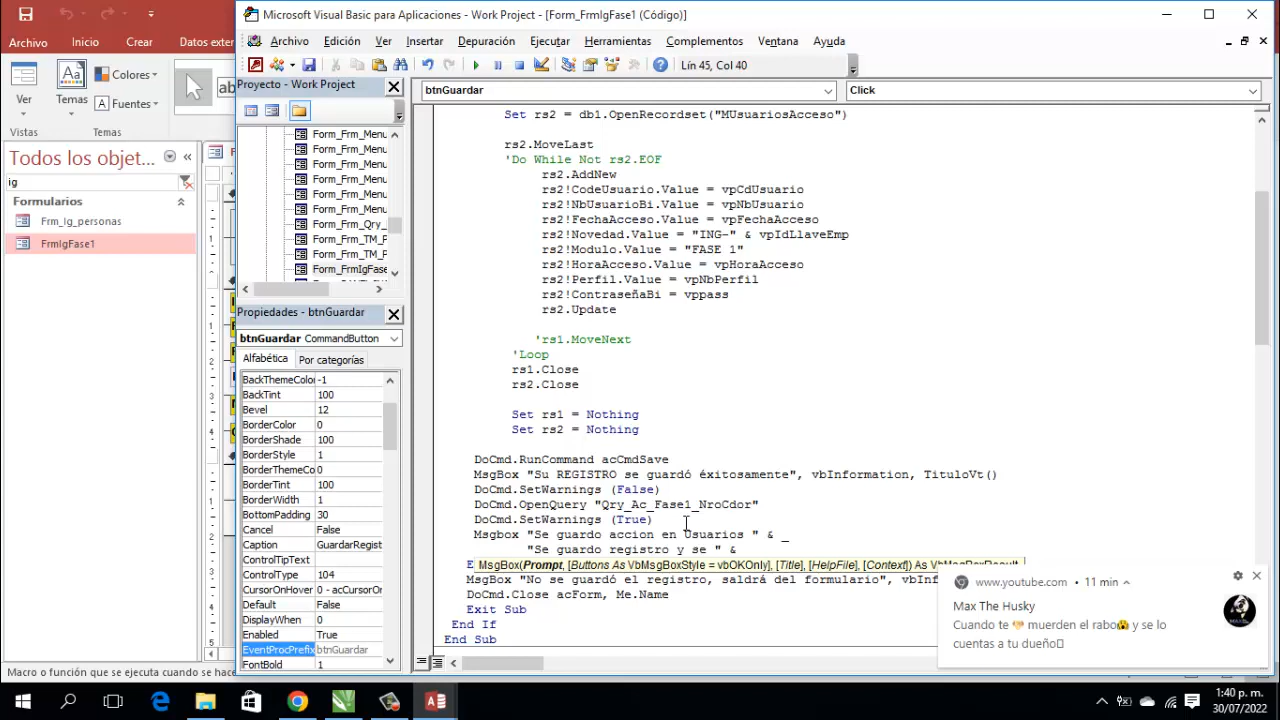 Microsoft Visual Basic para Aplicaciones - Work Project - [Form_FrmIgFase1 (Código)]
Archivo Inicio Crear Datos exter
Archivo Edición Ver Insertar Depuración Ejecutar Herramientas Complementos Ventana Ayuda
Lín 45, Col 40
Ver
Vistas
Temas
Colores
Fuentes
Temas
ab
Todos los objet...
ig
Formularios
Frm_Ig_personas
FrmIgFase1
Proyecto - Work Project
Form_Frm_Menu
Form_Frm_Menu
Form_Frm_Menu
Form_Frm_Menu
Form_Frm_Menu
Form_Frm_Menu
Form_Frm_Qry_
Form_Frm_TM_P
Form_Frm_TM_P
Form_FrmIgFase
Propiedades - btnGuardar
btnGuardar CommandButton
Alfabética Por categorías
BackThemeColor -1
BackTint 100
Bevel 12
BorderColor 0
BorderShade 100
BorderStyle 1
BorderThemeCo 0
BorderTint 100
BorderWidth 1
BottomPadding 30
Cancel False
Caption GuardarRegist
ControlTipText
ControlType 104
CursorOnHover 0 - acCursorOn
Default False
DisplayWhen 0
Enabled True
EventProcPrefix btnGuardar
FontBold 1
btnGuardar Click
Set rs2 = db1.OpenRecordset("MUsuariosAcceso")
rs2.MoveLast
'Do While Not rs2.EOF
rs2.AddNew
rs2!CodeUsuario.Value = vpCdUsuario
rs2!NbUsuarioBi.Value = vpNbUsuario
rs2!FechaAcceso.Value = vpFechaAcceso
rs2!Novedad.Value = "ING-" & vpIdLlaveEmp
rs2!Modulo.Value = "FASE 1"
rs2!HoraAcceso.Value = vpHoraAcceso
rs2!Perfil.Value = vpNbPerfil
rs2!ContraseñaBi = vppass
rs2.Update
'rs1.MoveNext
'Loop
rs1.Close
rs2.Close
Set rs1 = Nothing
Set rs2 = Nothing
DoCmd.RunCommand acCmdSave
MsgBox "Su REGISTRO se guardó éxitosamente", vbInformation, TituloVt()
DoCmd.SetWarnings (False)
DoCmd.OpenQuery "Qry_Ac_Fase1_NroCdor"
DoCmd.SetWarnings (True)
Msgbox "Se guardo accion en Usuarios " & _
"Se guardo registro y se " &
E MsgBox(Prompt, [Buttons As VbMsgBoxStyle = vbOKOnly], [Title], [HelpFile], [Context]) As VbMsgBoxResult
MsgBox "No se guardó el registro, saldrá del formulario", vbInf
DoCmd.Close acForm, Me.Name
Exit Sub
End If
End Sub
www.youtube.com • 11 min
Max The Husky
Cuando te muerden el rabo y se lo
cuentas a tu dueño
Macro o función que se ejecuta cuando se hace
1:40 p. m.
30/07/2022